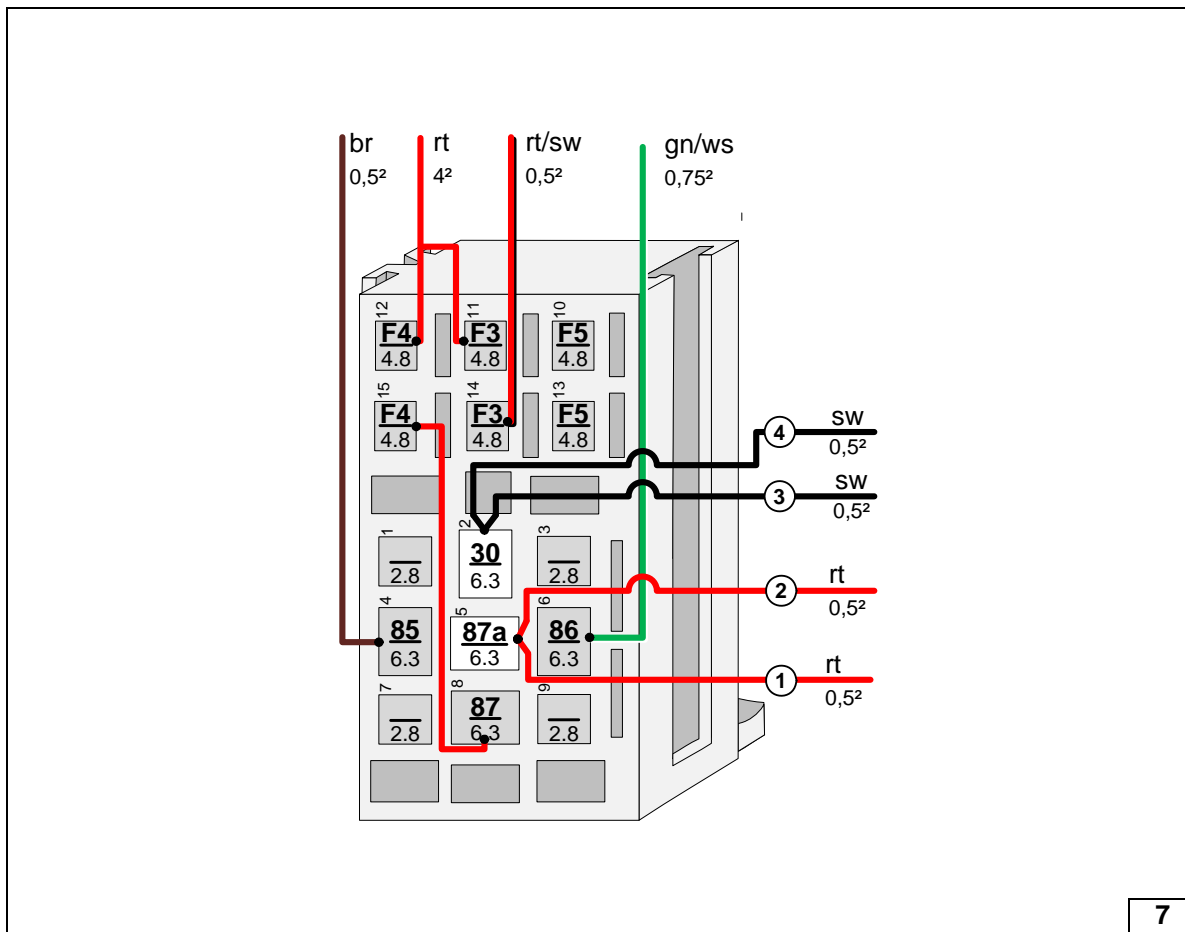 br rt rt/sw gn/ws
0,5² 4² 0,5² 0,75²
12 11 10
F4 F3 F5
4.8 4.8 4.8
15 14 13
F4 F3 F5
4.8 4.8 4.8
4 sw
0,5²
3 sw
0,5²
1 2 3
30
2.8 6.3 2.8
2 rt
0,5²
4 5 6
85 87a 86
6.3 6.3 6.3
1 rt
0,5²
7 8 9
87
2.8 6.3 2.8
7